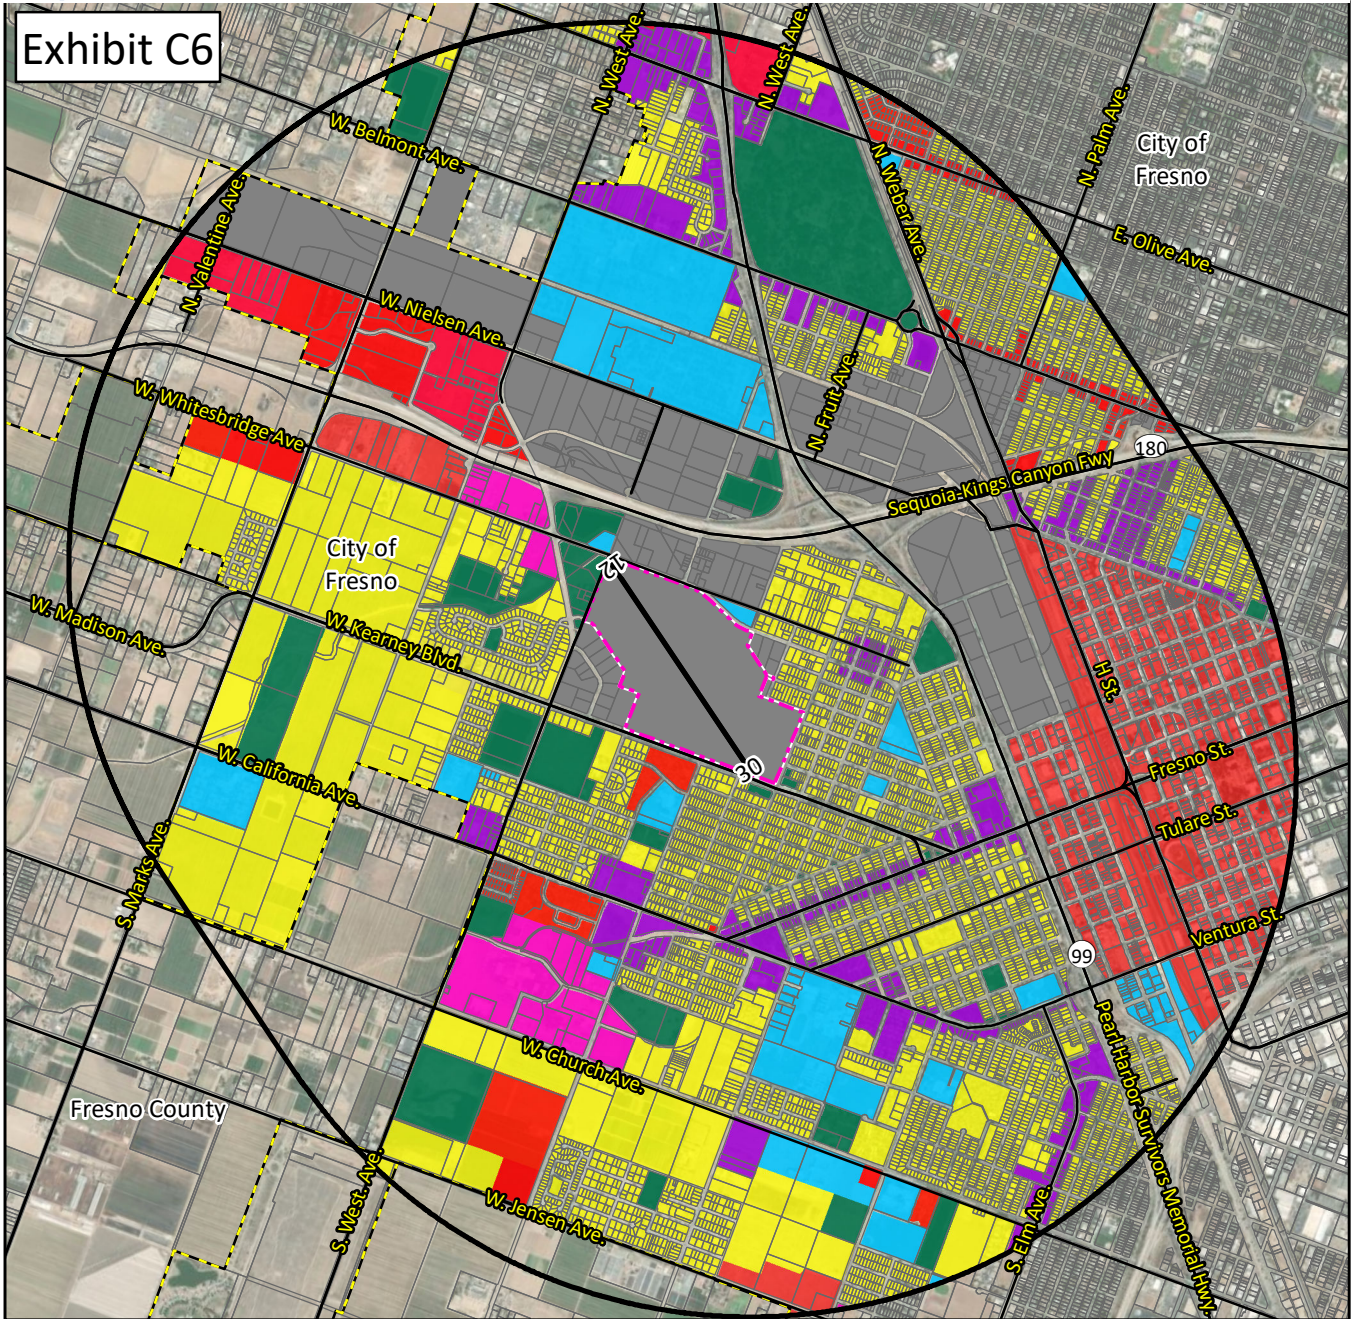 Exhibit C6
N. West Ave.
N. West Ave.
N. Palm Ave.
City of
Fresno
W. Belmont Ave.
N. Weber Ave.
E. Olive Ave.
N. Valentine Ave.
W. Nielsen Ave.
N. Fruit Ave.
W. Whitesbridge Ave
180
Sequoia-Kings Canyon Fwy
City of
Fresno
12
W. Madison Ave.
W. Kearney Blvd.
H St.
30
Fresno St.
W. California Ave.
Tulare St.
S. Marks Ave.
Ventura St.
99
Pearl Harbor Survivors Memorial Hwy.
W. Church Ave.
Fresno County
S. West. Ave.
W. Jensen Ave.
S. Elm Ave.